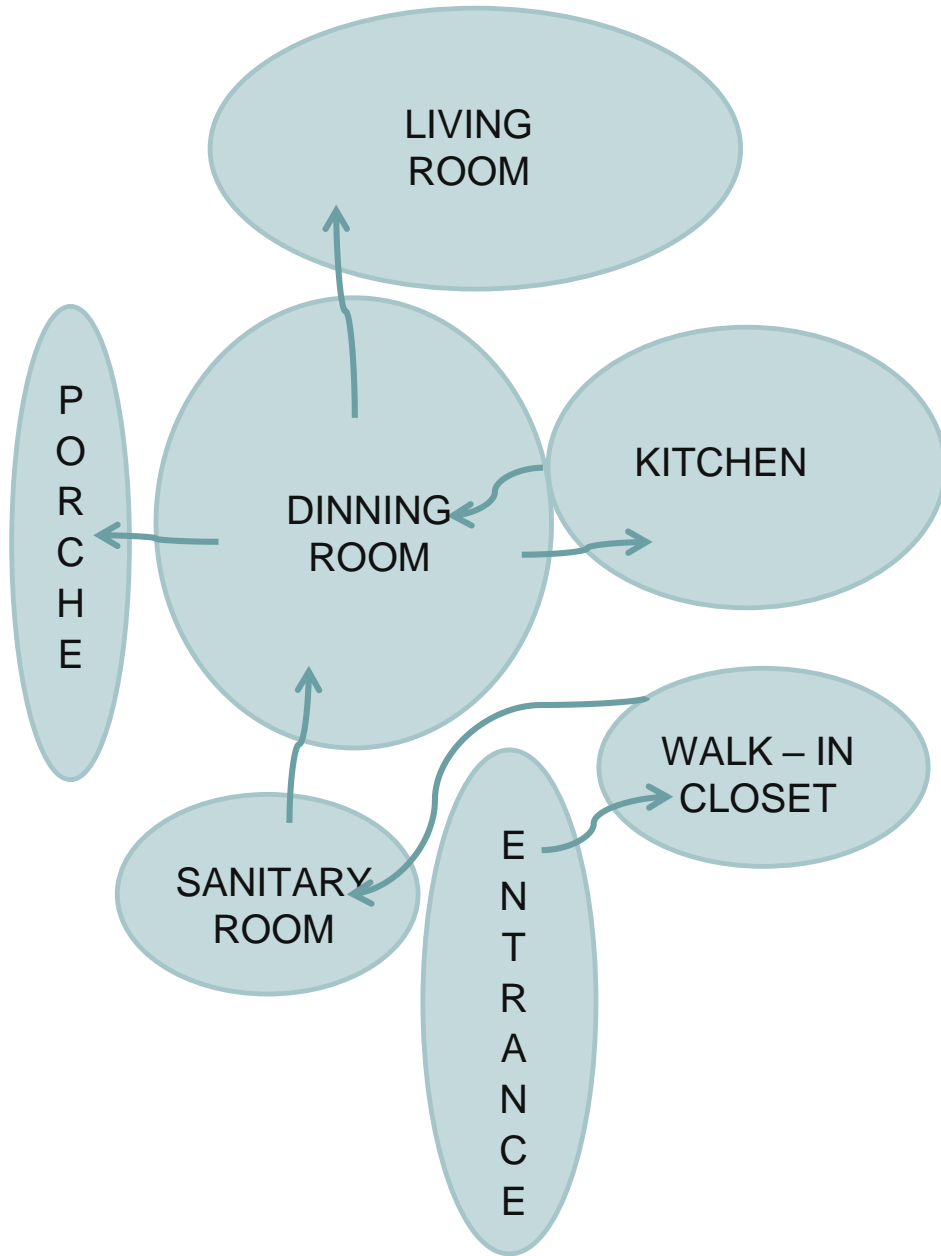 LIVING
ROOM
P
O
R
C
H
E
KITCHEN
DINNING
ROOM
WALK – IN
CLOSET
SANITARY
ROOM
E
N
T
R
A
N
C
E